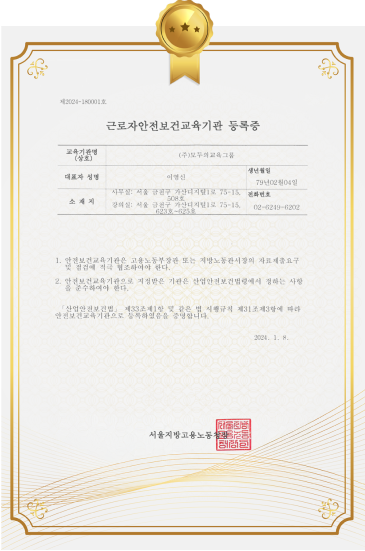 제2024-180001호
근로자안전보건교육기관 등록증
교육기관명
(상호)
(주)모두의교육그룹
대표자 성명
이영신
생년월일
79년02월04일
소 재 지
사무실: 서울 금천구 가산디지털1로 75-15,
508호
강의실: 서울 금천구 가산디지털1로 75-15,
623호~625호
전화번호
02-6249-6202
1. 안전보건교육기관은 고용노동부장관 또는 지방노동관서장의 자료제출요구
및 점검에 적극 협조하여야 한다.
2. 안전보건교육기관으로 지정받은 기관은 산업안전보건법령에서 정하는 사항
을 준수하여야 한다.
「산업안전보건법」 제33조제1항 및 같은 법 시행규칙 제31조제3항에 따라
안전보건교육기관으로 등록하였음을 증명합니다.
2024. 1. 8.
서울지방고용노동청장